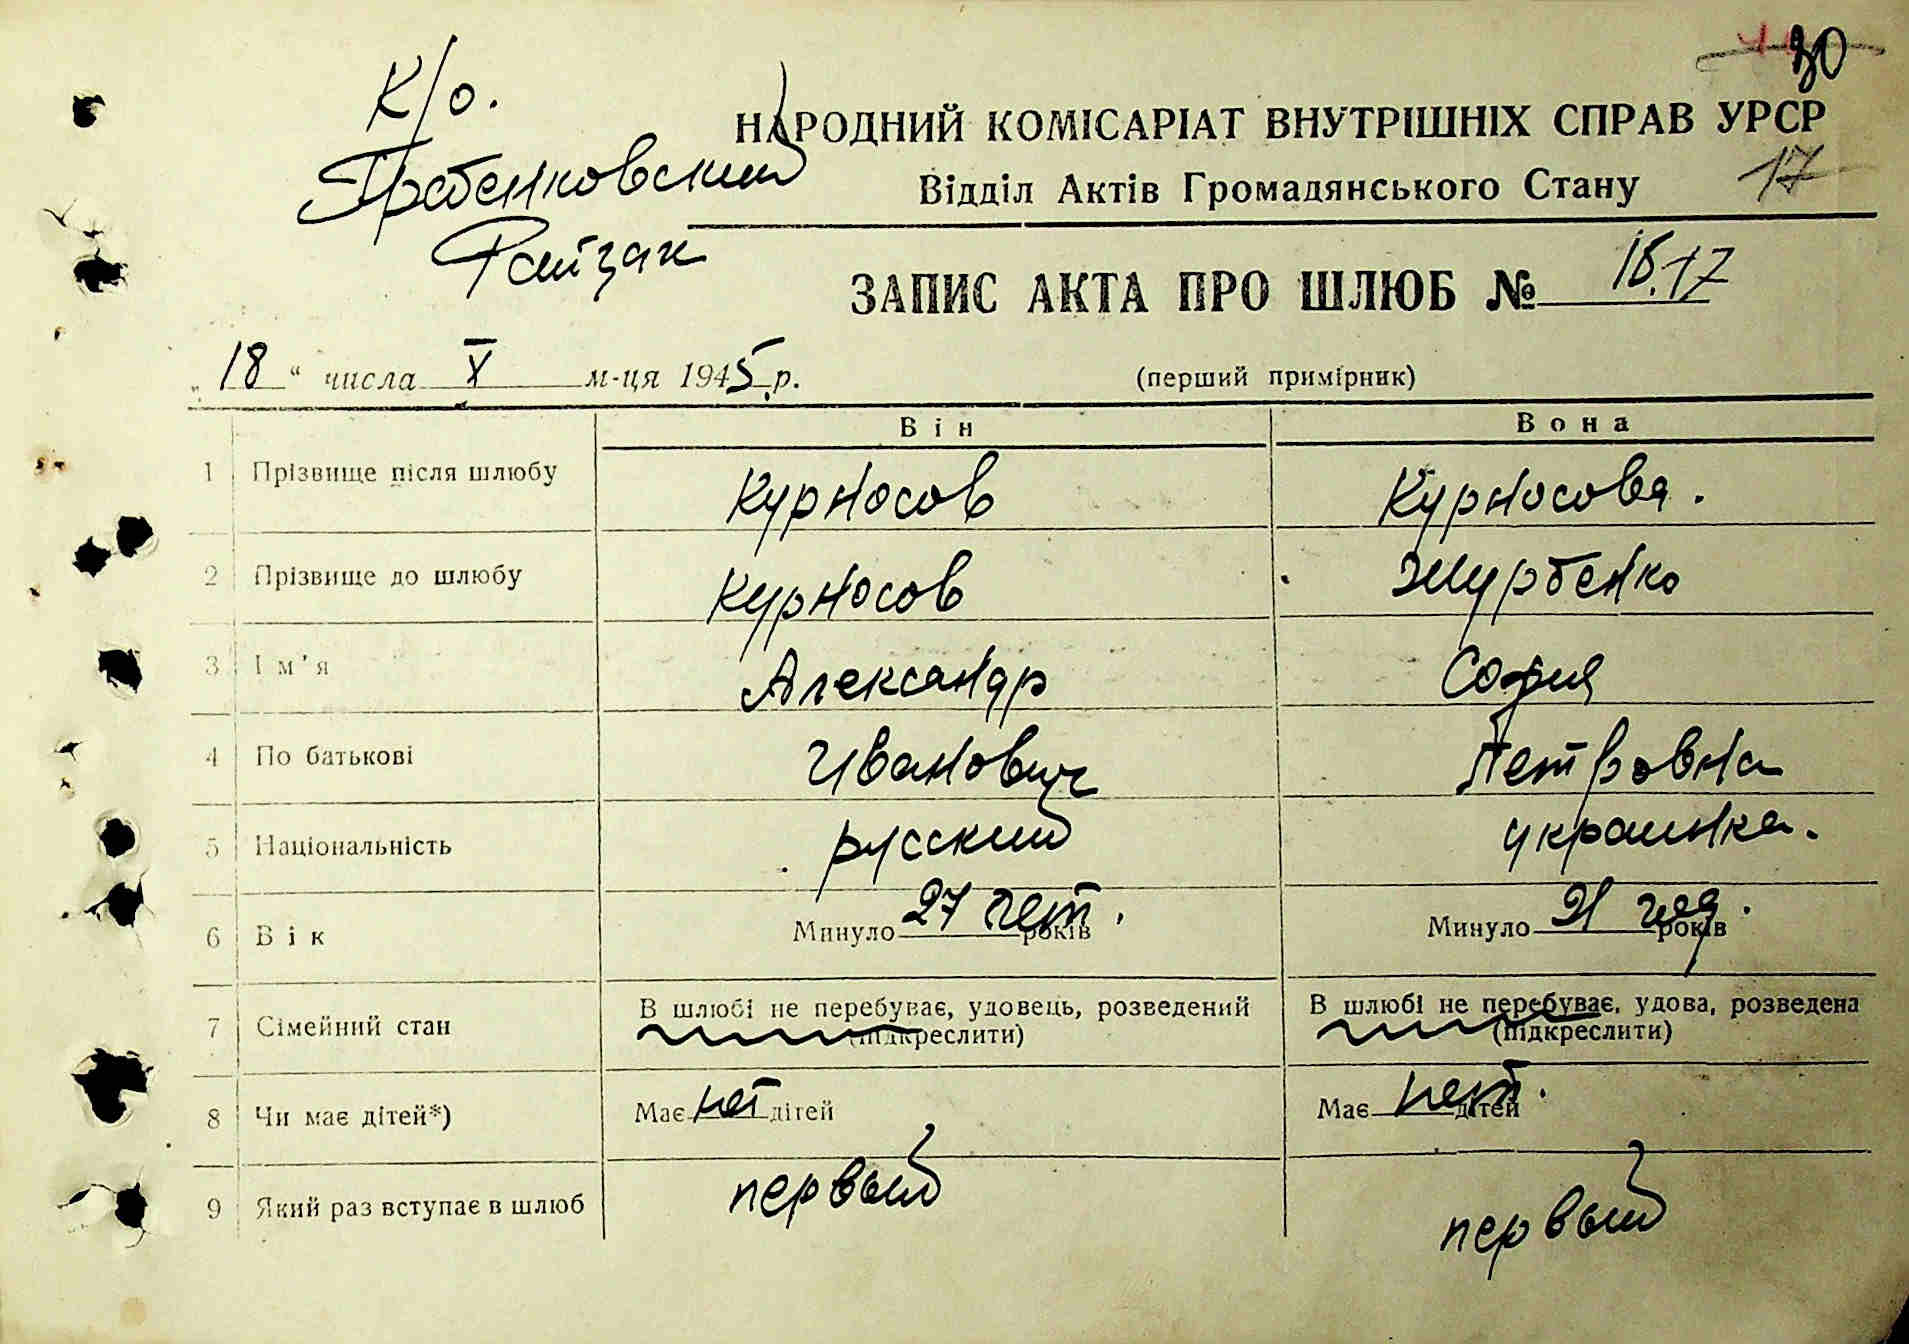 30
К/о.
НАРОДНИЙ КОМІСАРІАТ ВНУТРІШНІХ СПРАВ УРСР
Гребенковский
Відділ Актів Громадянського Стану 17
Райзаг
ЗАПИС АКТА ПРО ШЛЮБ № 18.17
„18“ числа X м-ця 1945 р. (перший примірник)
Він Вона
1 Прізвище після шлюбу Курносов Курносова.
2 Прізвище до шлюбу Курносов Журбенко
3 Ім'я Александр София
4 По батькові Иванович Петровна
5 Національність русский украинка.
6 Вік Минуло 27 лет. років Минуло 21 год. років
7 Сімейний стан В шлюбі не перебуває, удовець, розведений В шлюбі не перебуває, удова, розведена
(підкреслити) (підкреслити)
8 Чи має дітей*) Має нет дітей Має нет. дітей
9 Який раз вступає в шлюб первый первый